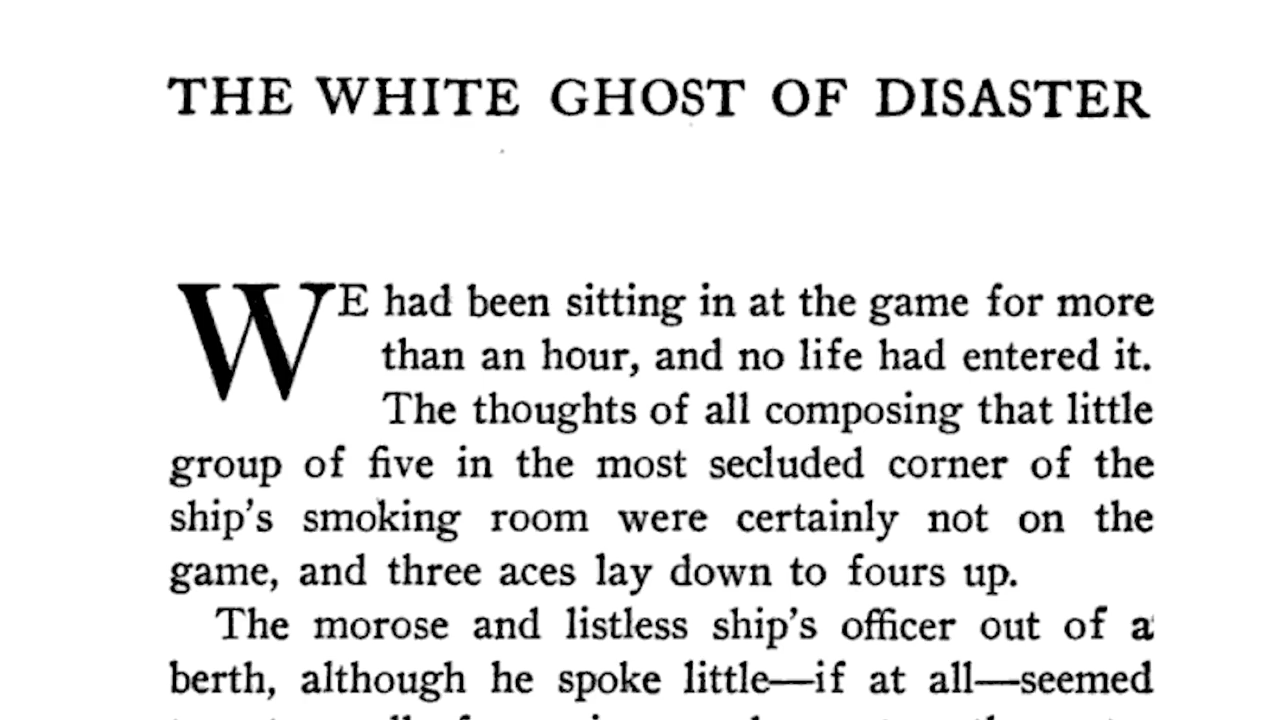 THE WHITE GHOST OF DISASTER
WE had been sitting in at the game for more
than an hour, and no life had entered it.
The thoughts of all composing that little
group of five in the most secluded corner of the
ship's smoking room were certainly not on the
game, and three aces lay down to fours up.
The morose and listless ship's officer out of a
berth, although he spoke little—if at all—seemed